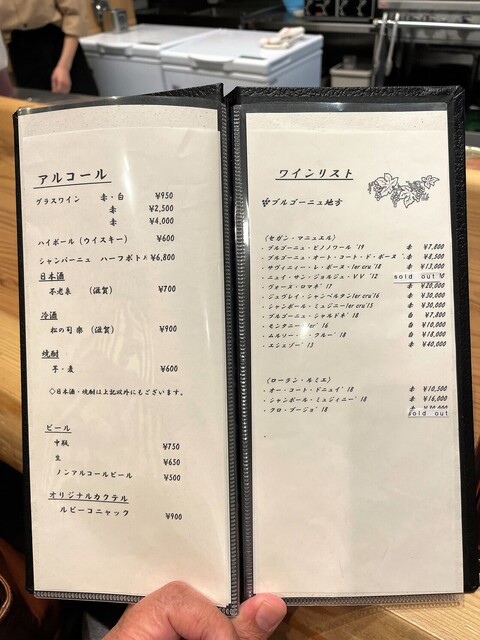 アルコール
グラスワイン 赤・白 ¥950
赤 ¥2,500
赤 ¥4,000
ハイボール(ウイスキー) ¥600
シャンパーニュ ハーフボトル ¥6,800
日本酒
不老泉 (滋賀) ¥700
冷酒
松の司 楽 (滋賀) ¥900
焼酎
芋・麦 ¥600
◇日本酒・焼酎は上記以外にもございます。
ビール
中瓶 ¥750
生 ¥650
ノンアルコールビール ¥500
オリジナルカクテル
ルビーコニャック ¥900
ワインリスト
ブルゴーニュ地方
(セガン・マニュエル)
・ブルゴーニュ・ピノノワール '19 赤 ¥7,800
・ブルゴーニュ・オート・コート・ド・ボーヌ 赤 ¥8,500
・サヴィニィー・レ・ボーヌ・1er cru '18 赤 ¥13,000
・ニュイ・サン・ジョルジュ・VV '12 sold out
・ヴォーヌ・ロマネ' 17 赤 ¥20,000
・ジュヴレイ・シャンベルタン1er cru'16 赤 ¥30,000
・シャンボール・ミュジニー1er cru'15 赤 ¥30,000
・ブルゴーニュ・シャルドネ' 18 白 ¥7,800
・モンタニー 1er' 16 白 ¥10,000
・ムルソー クルー' 18 白 ¥18,000
・エシェゾー' 13 赤 ¥40,000
(ローラン・ルミエ)
・オー・コート・ドニュイ' 18 赤 ¥10,500
・シャンボール・ミュジィニー' 18 赤 ¥16,000
・クロ・ブージョ' 18 赤
sold out